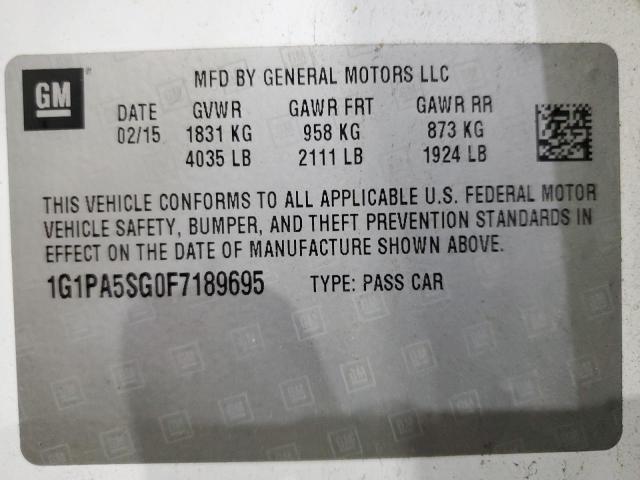 GM
MFD BY GENERAL MOTORS LLC
DATE GVWR GAWR FRT GAWR RR
02/15 1831 KG 958 KG 873 KG
4035 LB 2111 LB 1924 LB
THIS VEHICLE CONFORMS TO ALL APPLICABLE U.S. FEDERAL MOTOR
VEHICLE SAFETY, BUMPER, AND THEFT PREVENTION STANDARDS IN
EFFECT ON THE DATE OF MANUFACTURE SHOWN ABOVE.
1G1PA5SG0F7189695 TYPE: PASS CAR